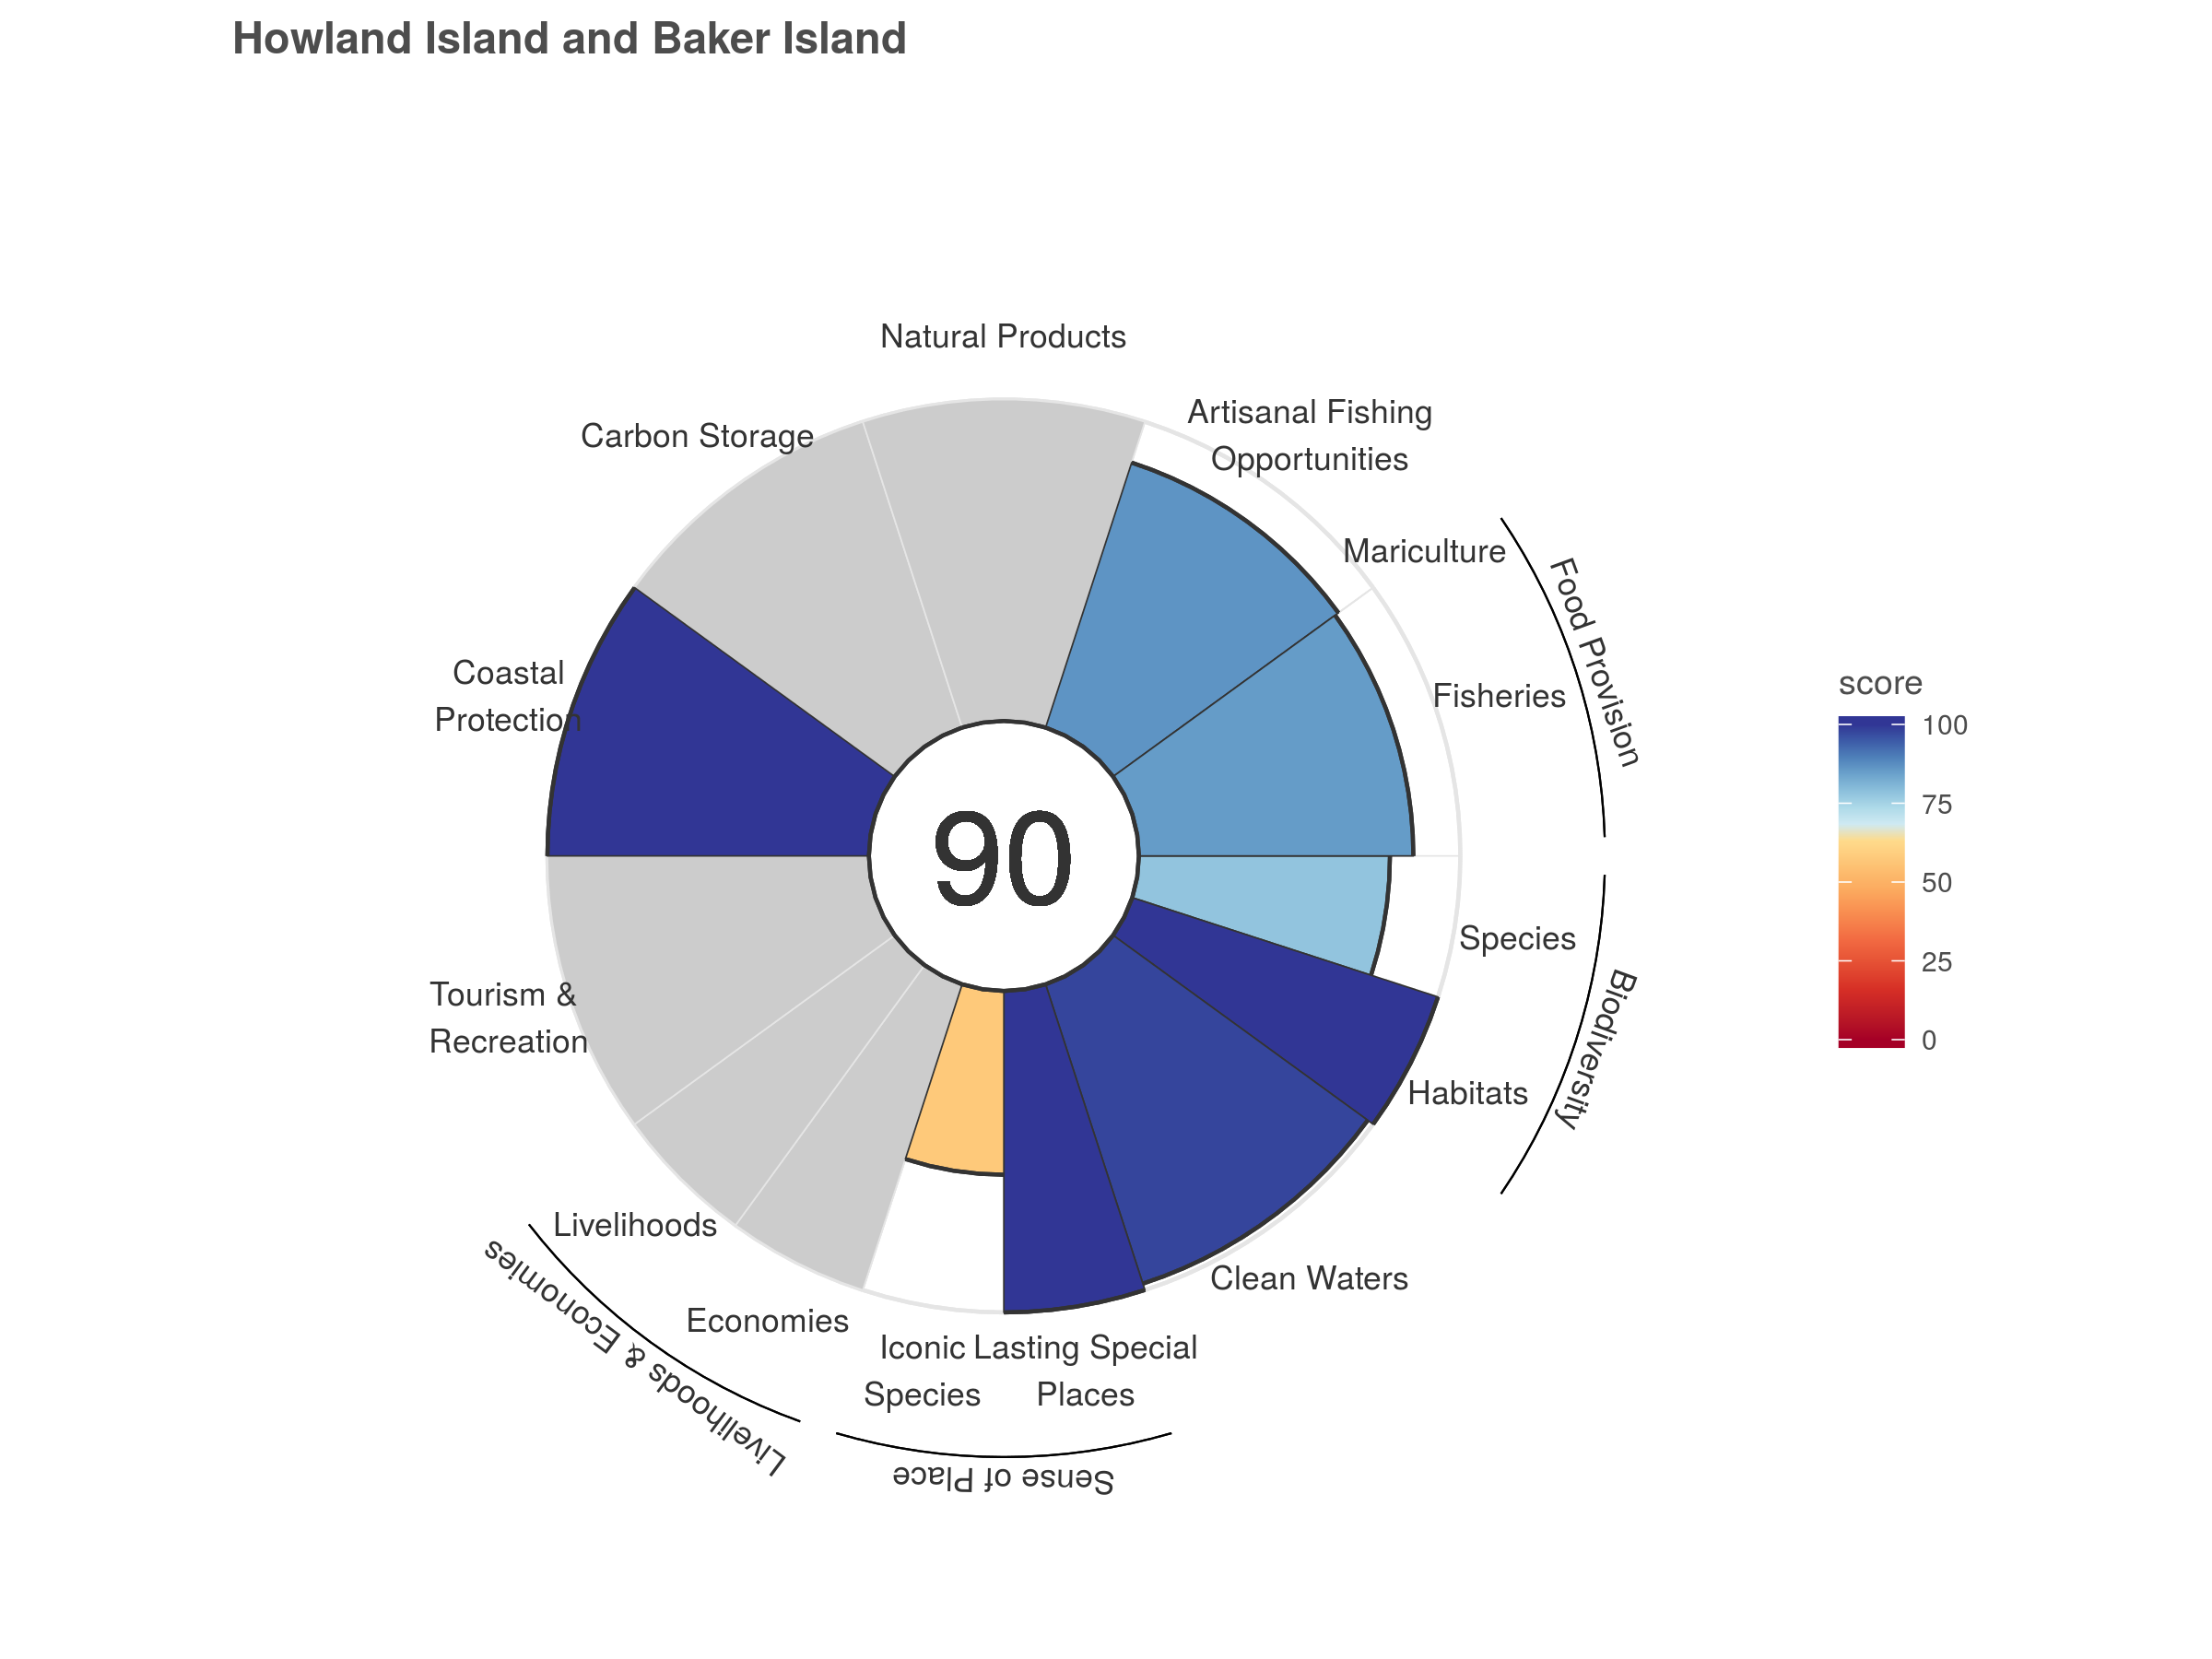 Howland Island and Baker Island
Natural Products
Artisanal Fishing
Opportunities
Carbon Storage
Mariculture
Food Provision
Fisheries
Coastal
Protection
score
100
75
50
25
0
90
Species
Biodiversity
Tourism &
Recreation
Habitats
Livelihoods
Clean Waters
Economies
Livelihoods & Economies
Iconic
Species
Lasting Special
Places
Sense of Place